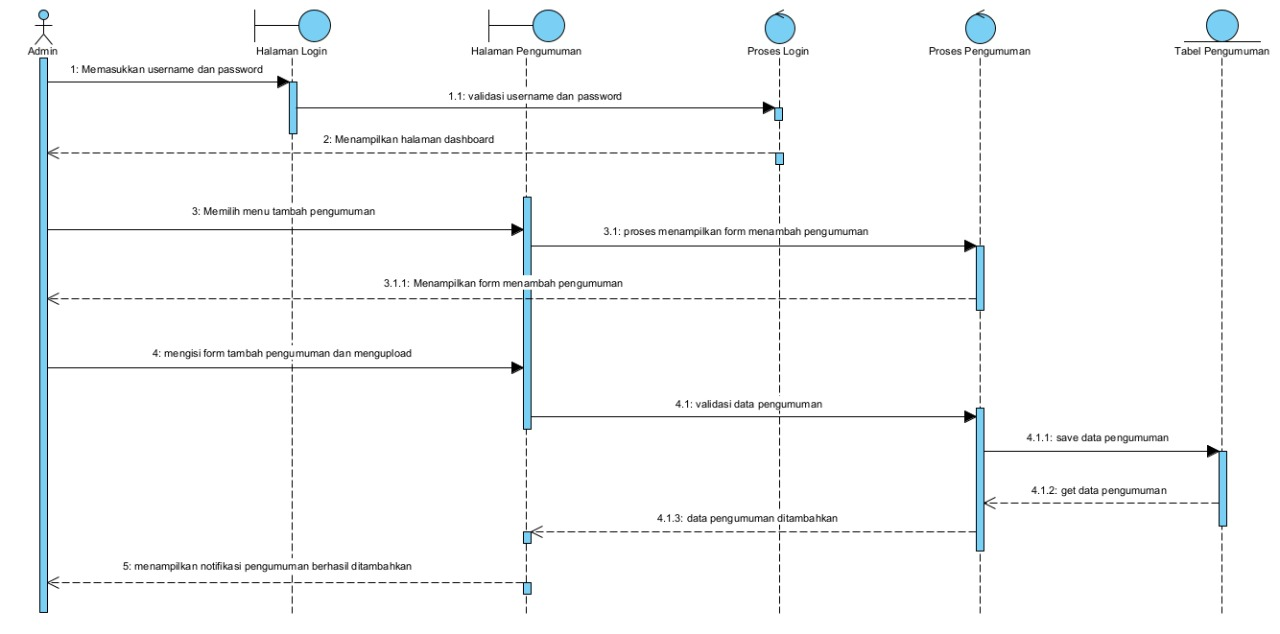 Admin
Halaman Login
Halaman Pengumuman
Proses Login
Proses Pengumuman
Tabel Pengumuman
1: Memasukkan username dan password
1.1: validasi username dan password
2: Menampilkan halaman dashboard
3: Memilih menu tambah pengumuman
3.1: proses menampilkan form menambah pengumuman
3.1.1: Menampilkan form menambah pengumuman
4: mengisi form tambah pengumuman dan mengupload
4.1: validasi data pengumuman
4.1.1: save data pengumuman
4.1.2: get data pengumuman
4.1.3: data pengumuman ditambahkan
5: menampilkan notifikasi pengumuman berhasil ditambahkan